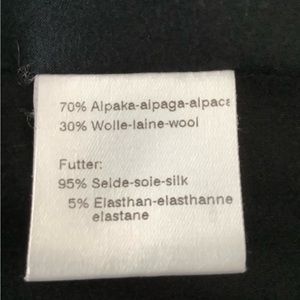 70% Alpaka-alpaga-alpaca
30% Wolle-laine-wool
Futter:
95% Seide-soie-silk
5% Elasthan-elasthanne
elastane